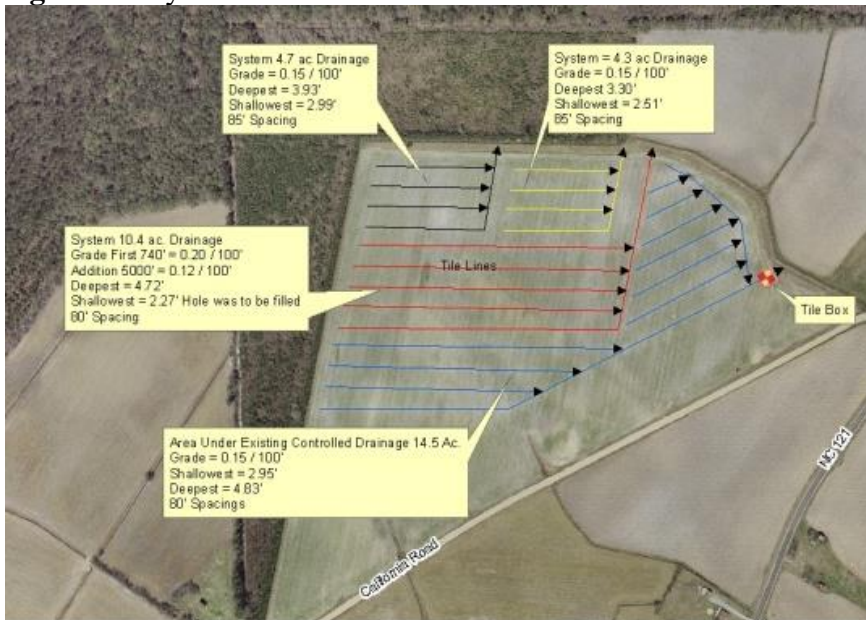 System 4.7 ac Drainage
Grade = 0.15 / 100'
Deepest = 3.93'
Shallowest = 2.99'
85' Spacing
System = 4.3 ac Drainage
Grade = 0.15 / 100'
Deepest 3.30'
Shallowest = 2.51'
85' Spacing
System 10.4 ac. Drainage
Grade First 740' = 0.20 / 100'
Addition 5000' = 0.12 / 100'
Deepest = 4.72'
Shallowest = 2.27' Hole was to be filled
80' Spacing
Tile Lines
Tile Box
Area Under Existing Controlled Drainage 14.5 Ac.
Grade = 0.15 / 100'
Shallowest = 2.95'
Deepest = 4.83'
80' Spacings
California Road
NC 121